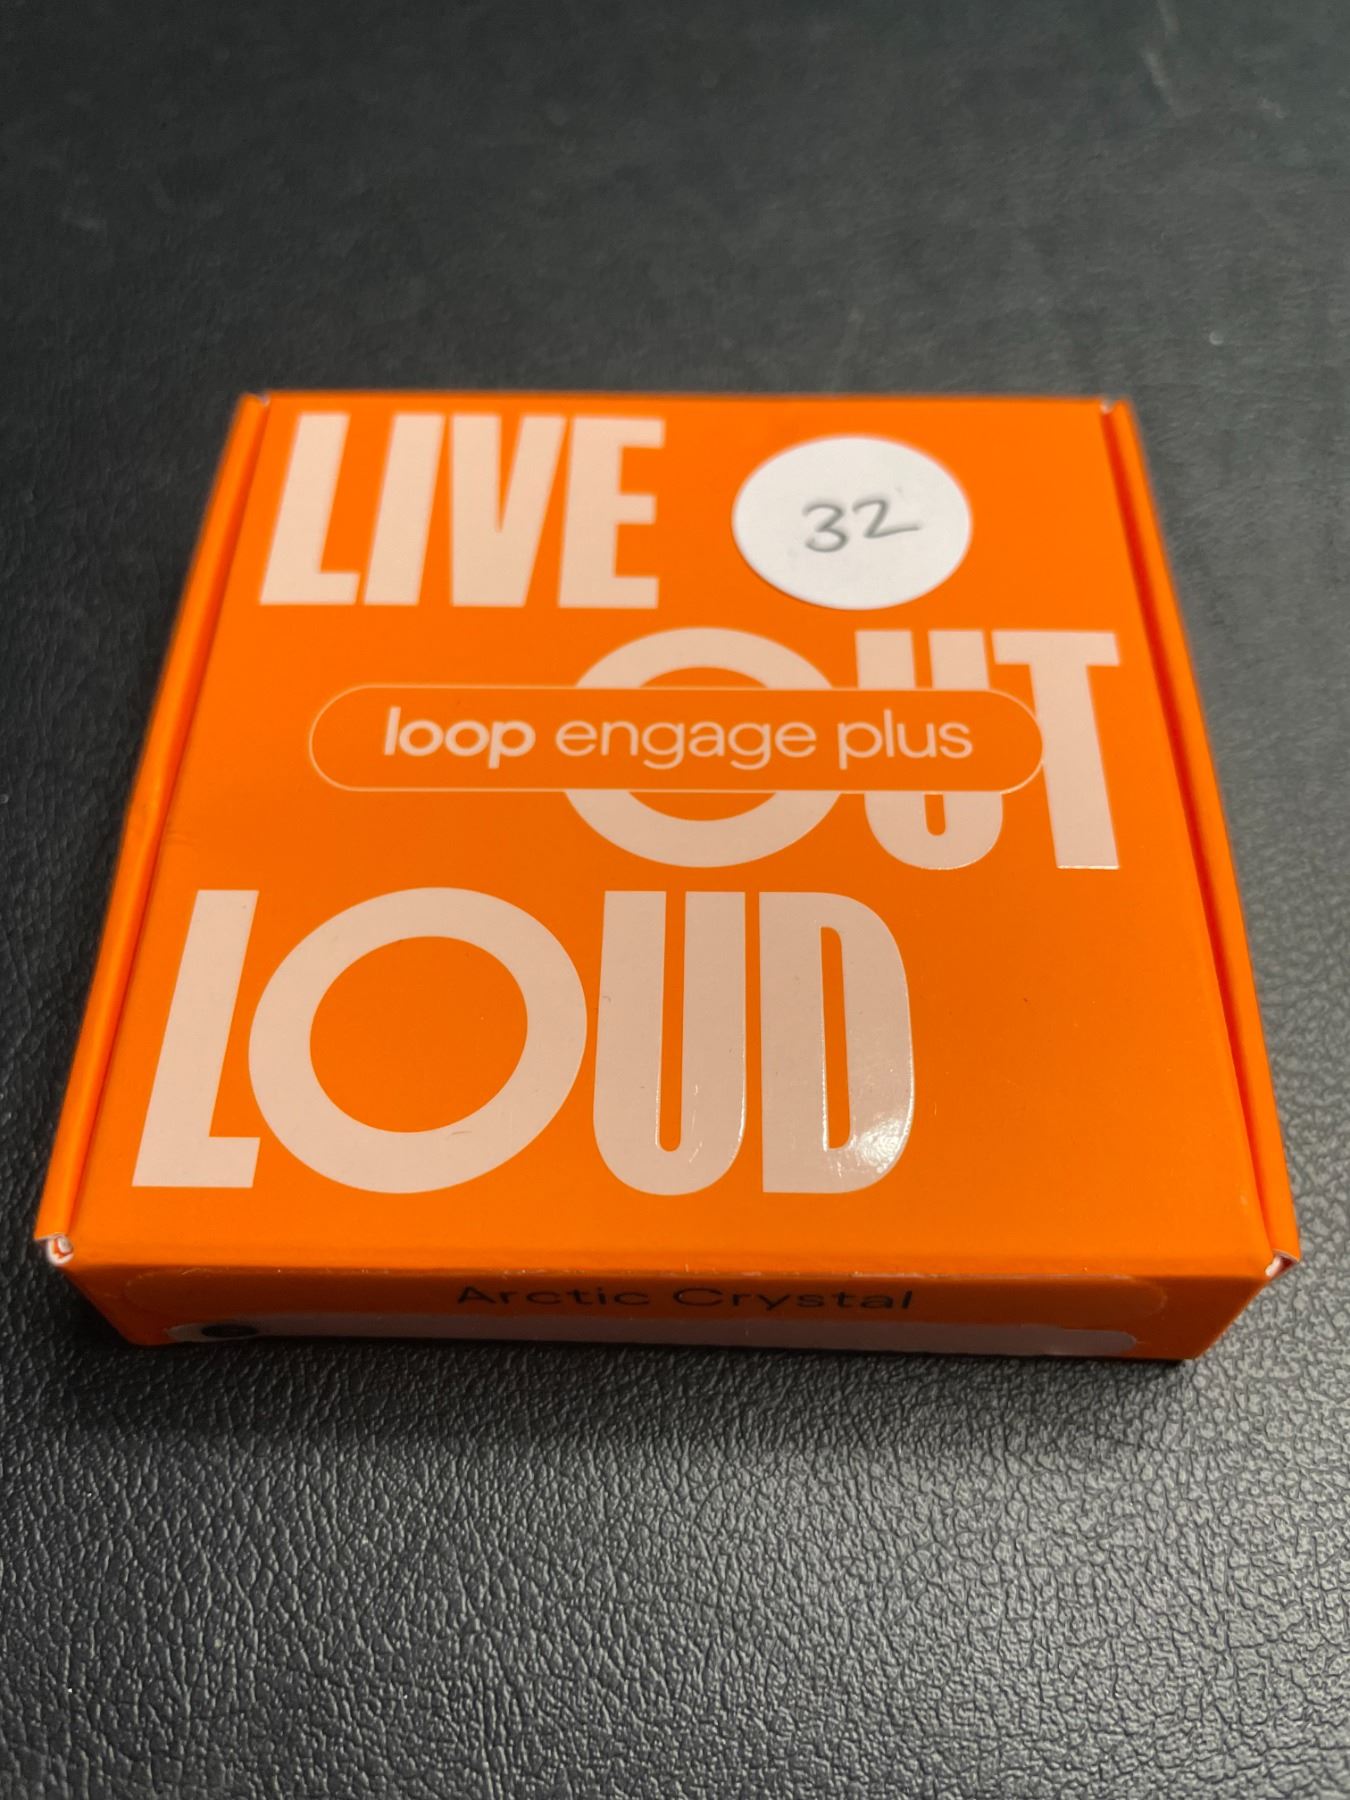 LIVE
32
OUT
loop engage plus
LOUD
Arctic Crystal